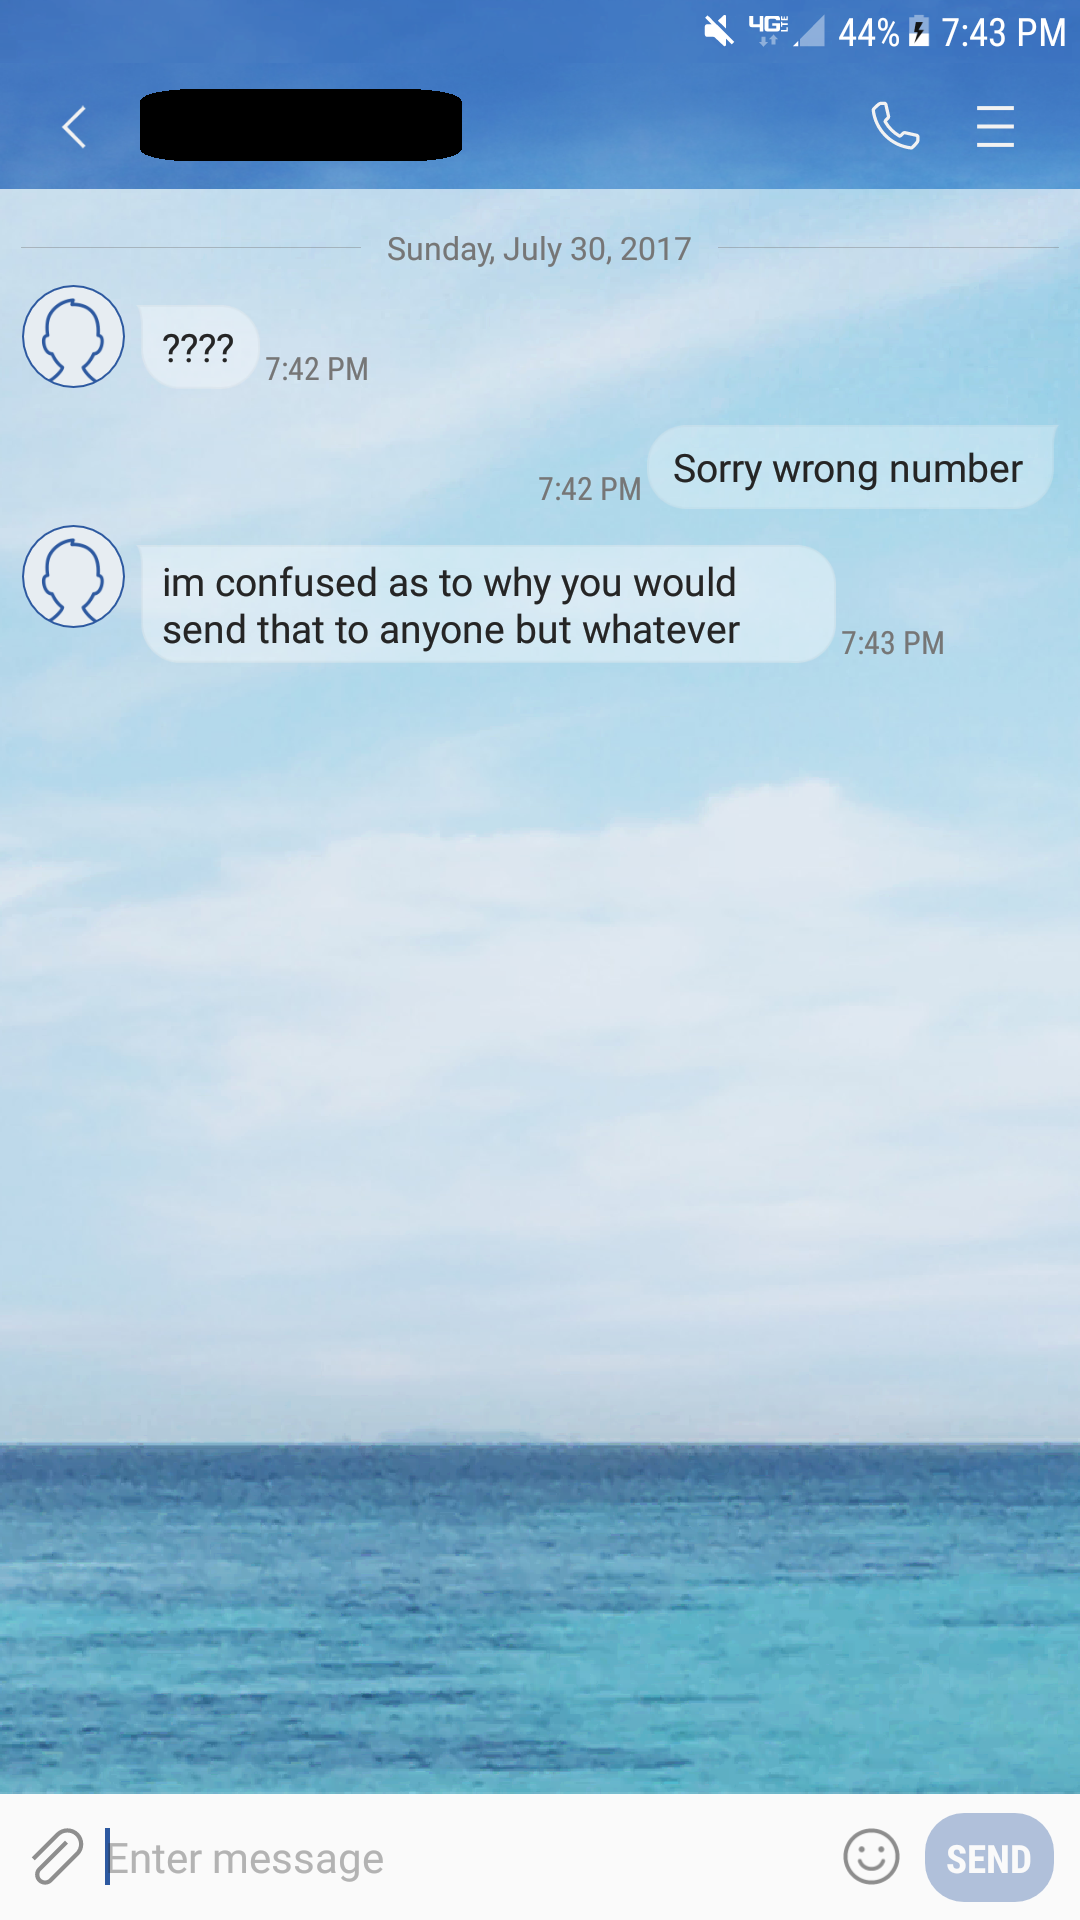 4G LTE 44% 7:43 PM
Sunday, July 30, 2017
????
7:42 PM
Sorry wrong number
7:42 PM
im confused as to why you would
send that to anyone but whatever
7:43 PM
Enter message
SEND